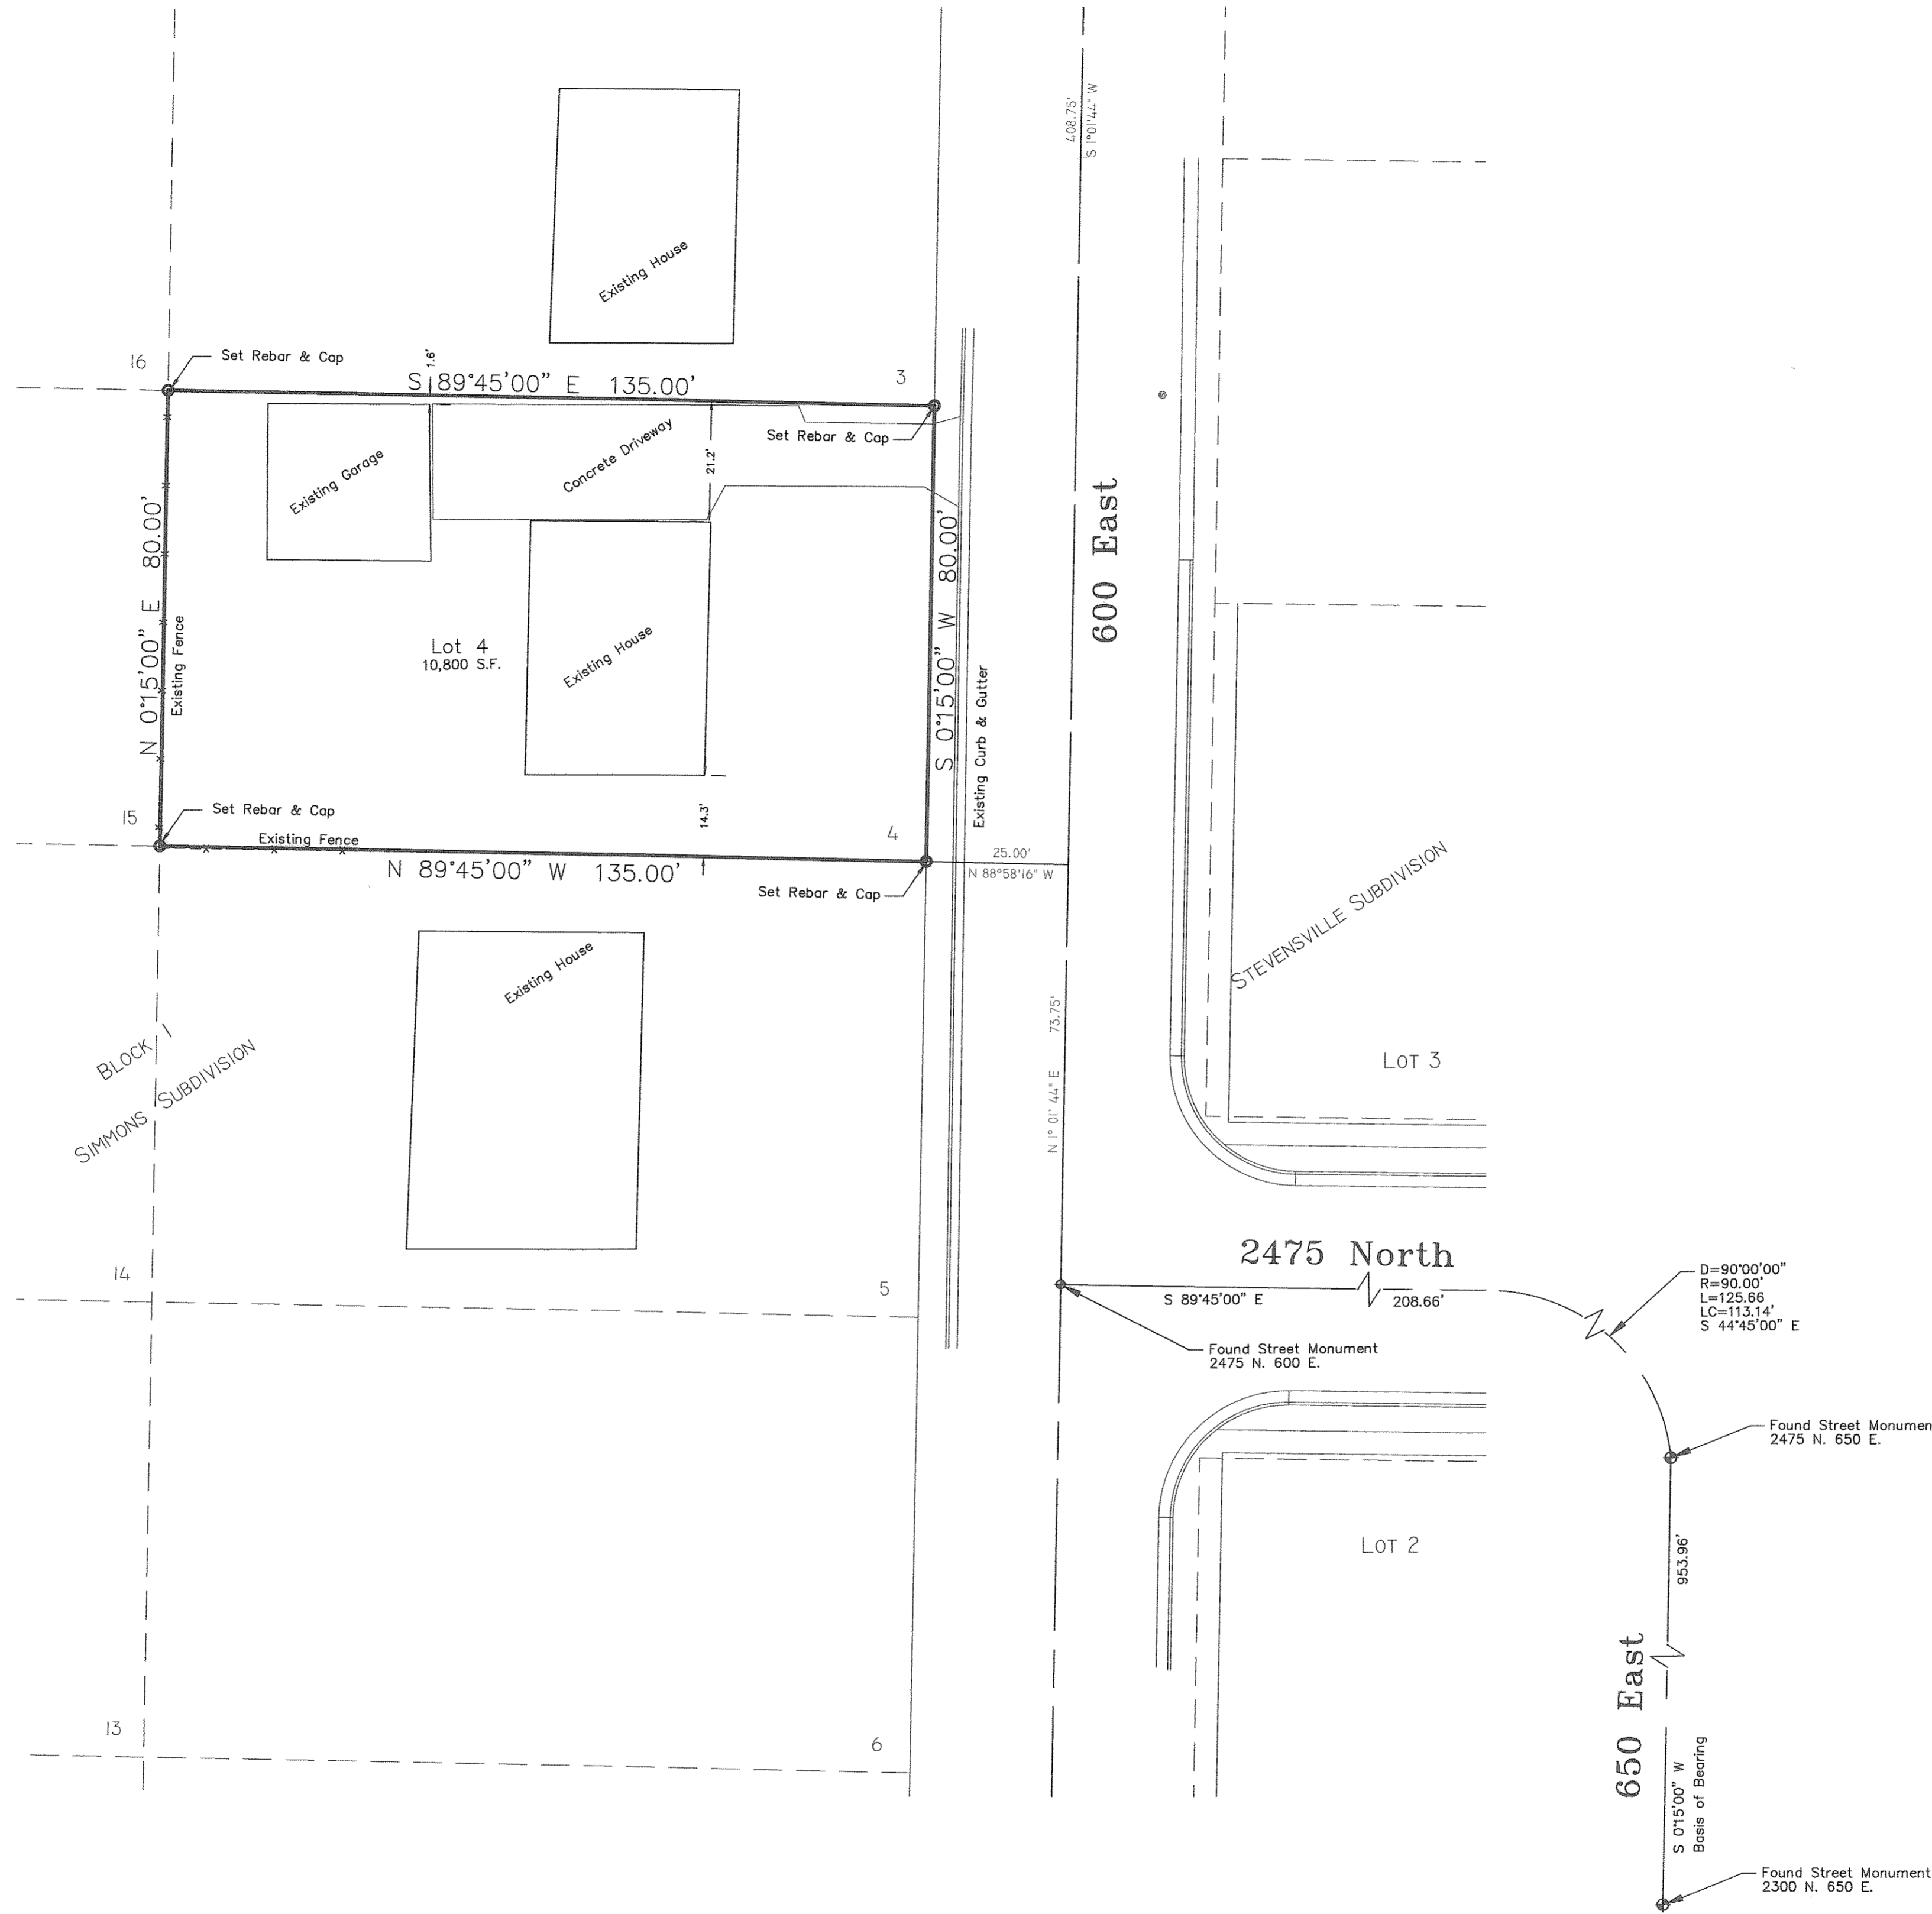 408.75'
S 1°01'44" W
Existing House
16
Set Rebar & Cap
1.6'
S 89°45'00" E 135.00'
3
Set Rebar & Cap
Existing Garage
Concrete Driveway
21.2'
600 East
N 0°15'00" E 80.00'
Existing Fence
Lot 4
10,800 S.F.
Existing House
S 0°15'00" W 80.00'
Existing Curb & Gutter
15
Set Rebar & Cap
Existing Fence
14.3'
4
N 89°45'00" W 135.00'
Set Rebar & Cap
25.00'
N 88°58'16" W
STEVENSVILLE SUBDIVISION
Existing House
N 1° 01' 44" E 73.75'
BLOCK 1
SIMMONS SUBDIVISION
LOT 3
2475 North
14
5
S 89°45'00" E
208.66'
D=90°00'00"
R=90.00'
L=125.66
LC=113.14'
S 44°45'00" E
Found Street Monument
2475 N. 600 E.
Found Street Monumen
2475 N. 650 E.
LOT 2
953.96'
650 East
13
6
S 0°15'00" W
Basis of Bearing
Found Street Monument
2300 N. 650 E.